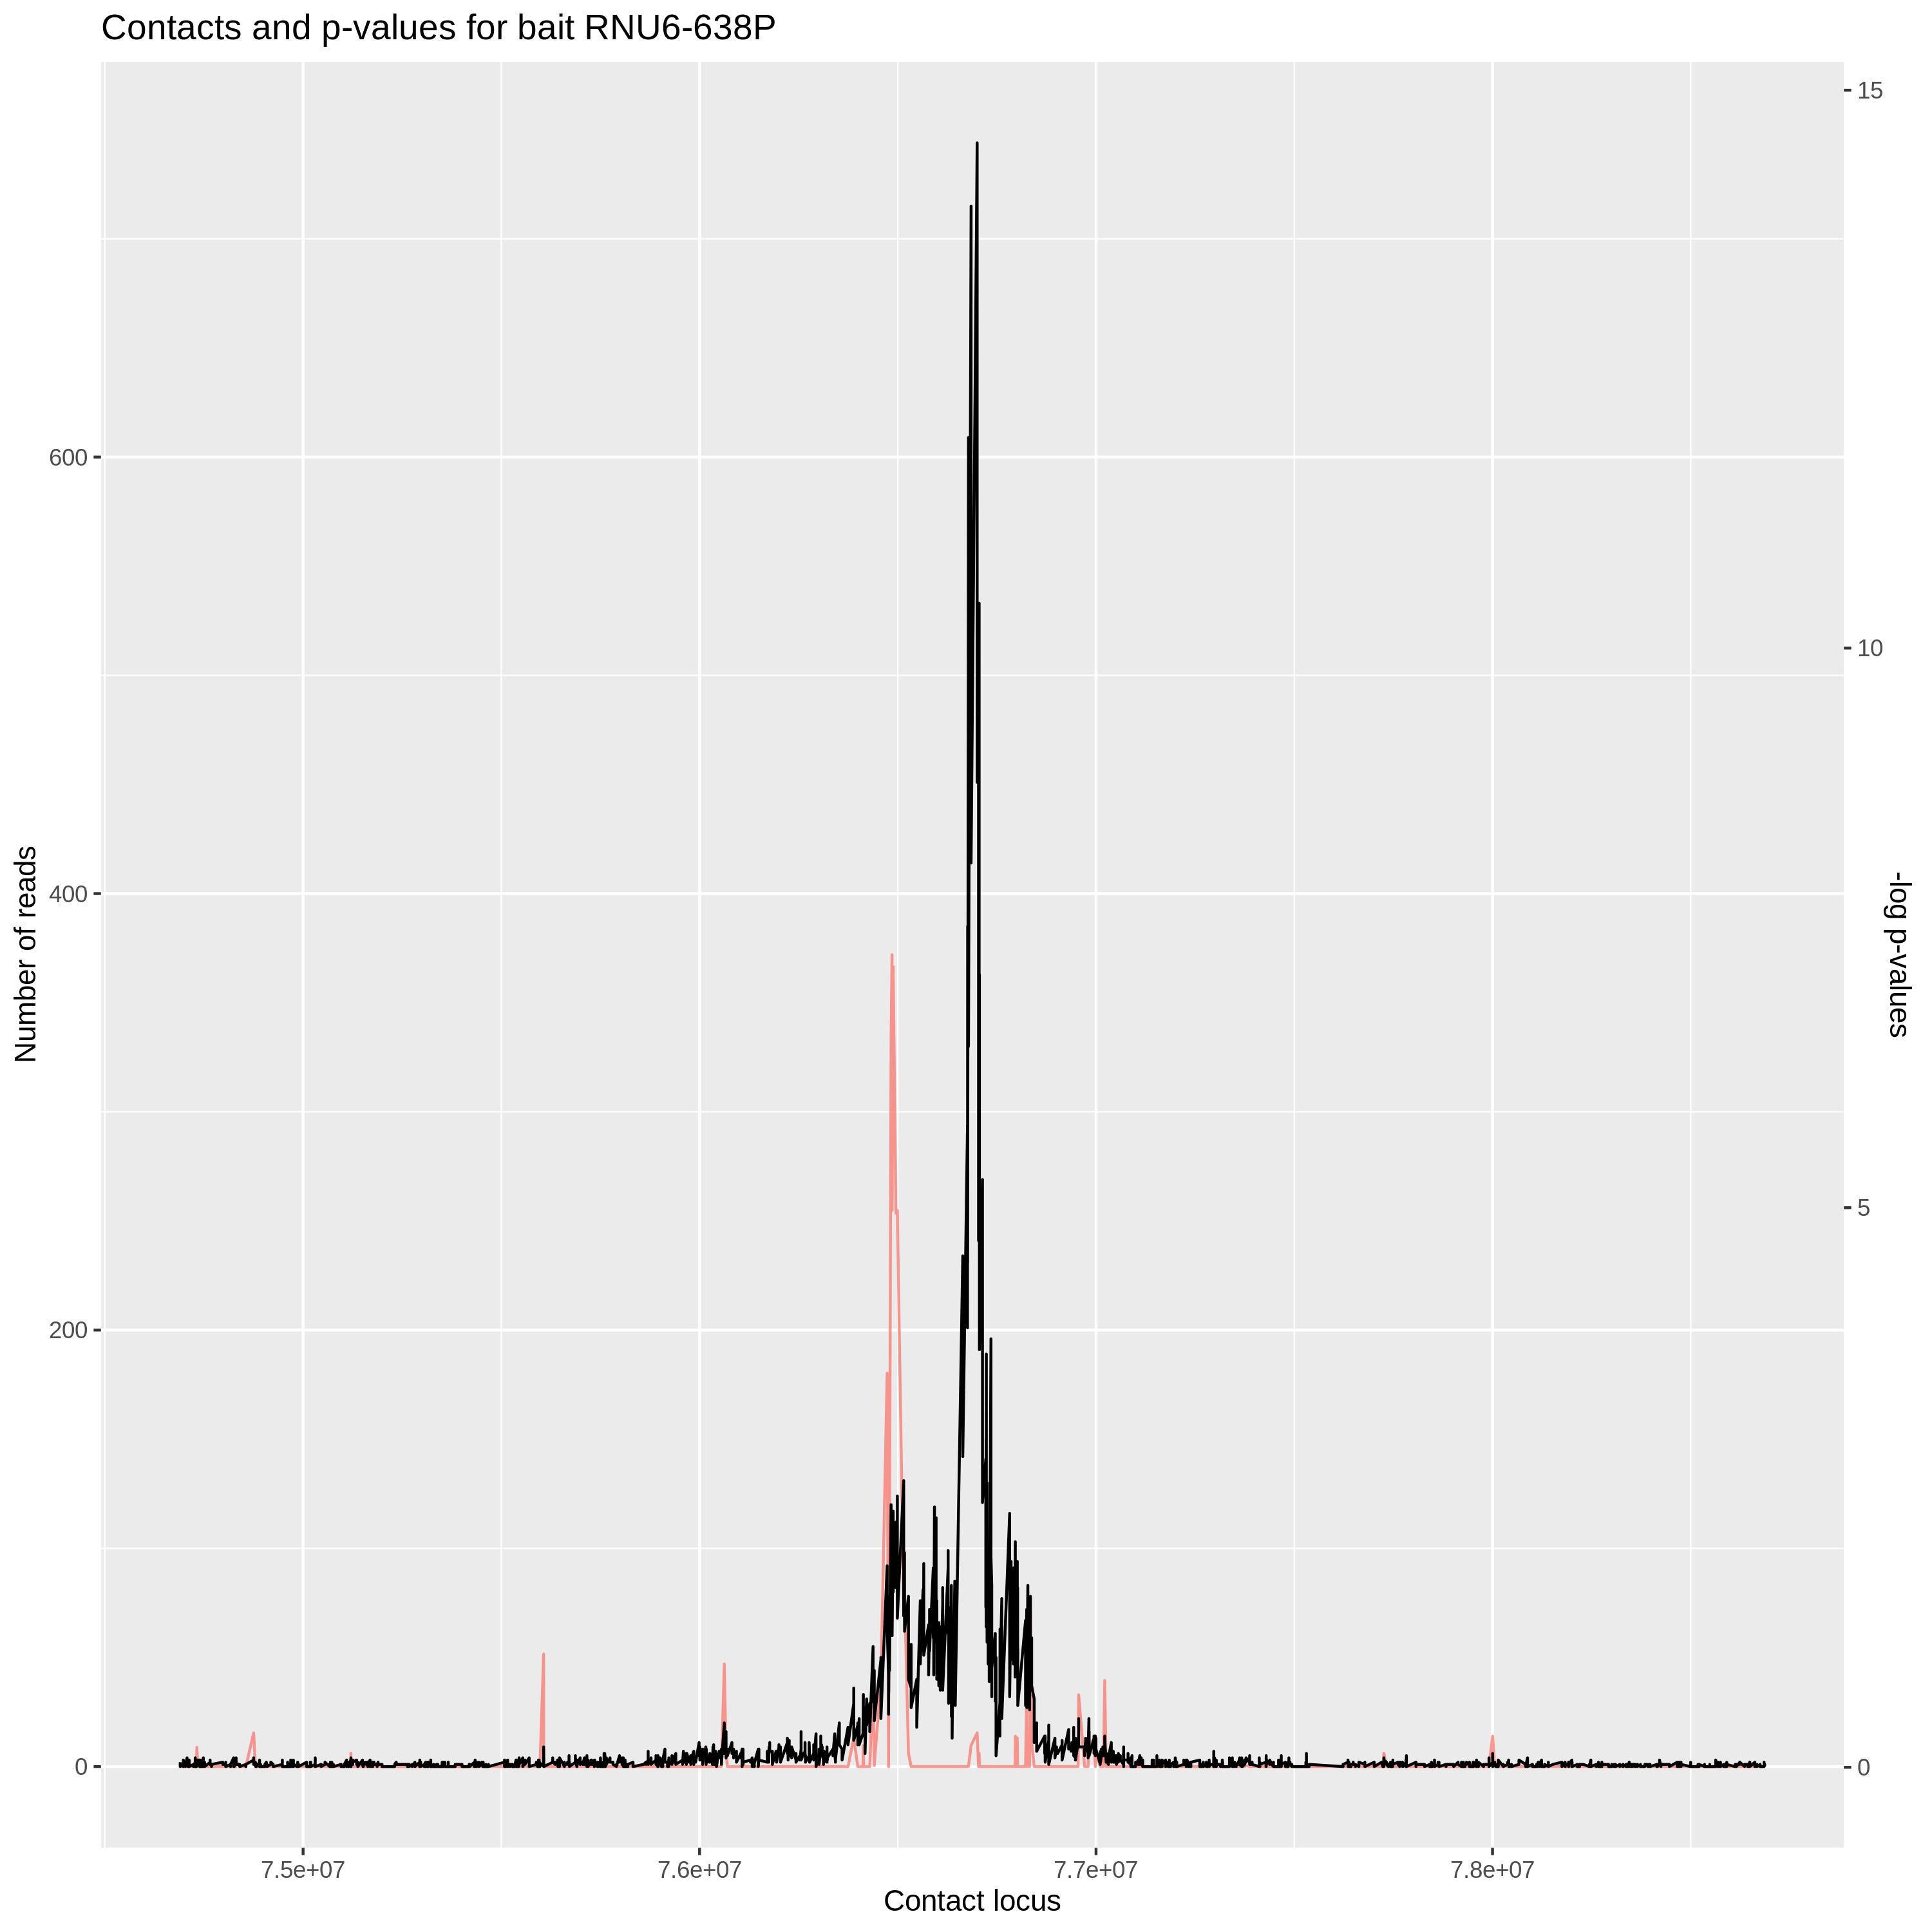 Contacts and p-values for bait RNU6-638P
15
600
10
400
Number of reads
-log p-values
5
200
0
0
7.5e+07
7.6e+07
7.7e+07
7.8e+07
Contact locus